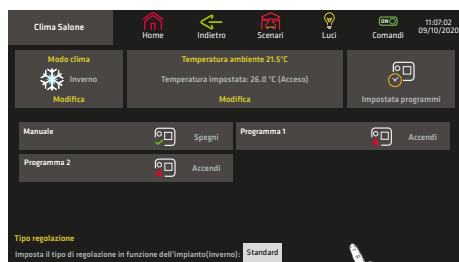 Clima Salone
Home
Indietro
Scenari
Luci
ON
Comandi
11:07:02
09/10/2020
Modo clima
Inverno
Modifica
Temperatura ambiente 21.5°C
Temperatura impostata: 26.0 °C (Acceso)
Modifica
Impostata programmi
Manuale
Spegni
Programma 1
Accendi
Programma 2
Accendi
Tipo regolazione
Imposta il tipo di regolazione in funzione dell'impianto(Inverno): Standard